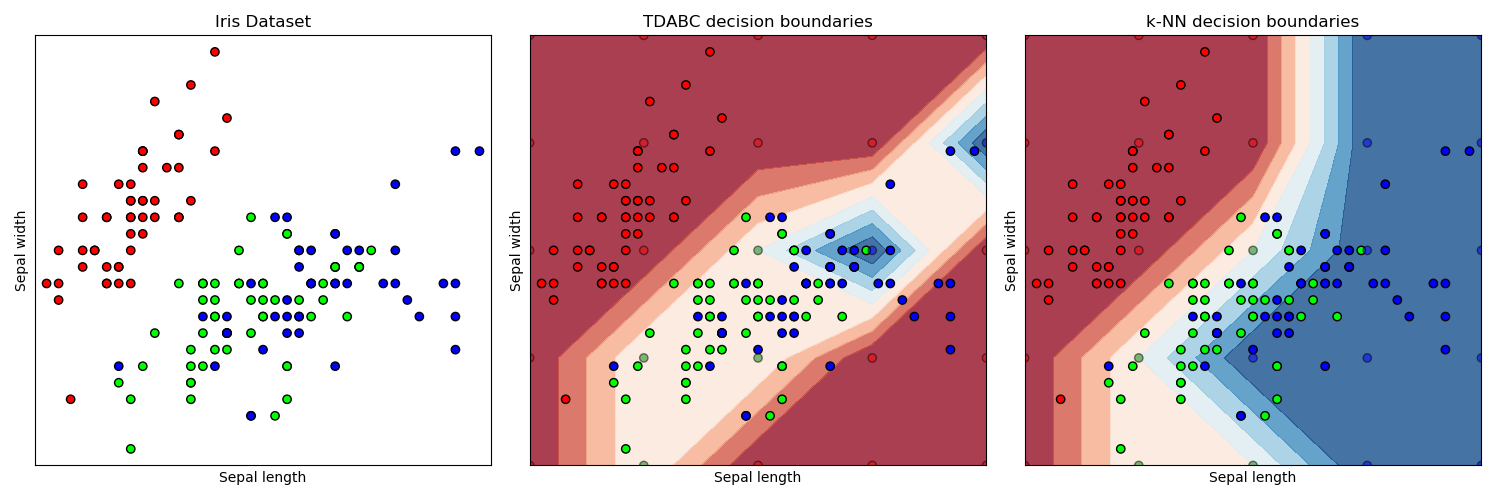 Iris Dataset
Sepal width
Sepal length
TDABC decision boundaries
Sepal width
Sepal length
k-NN decision boundaries
Sepal width
Sepal length